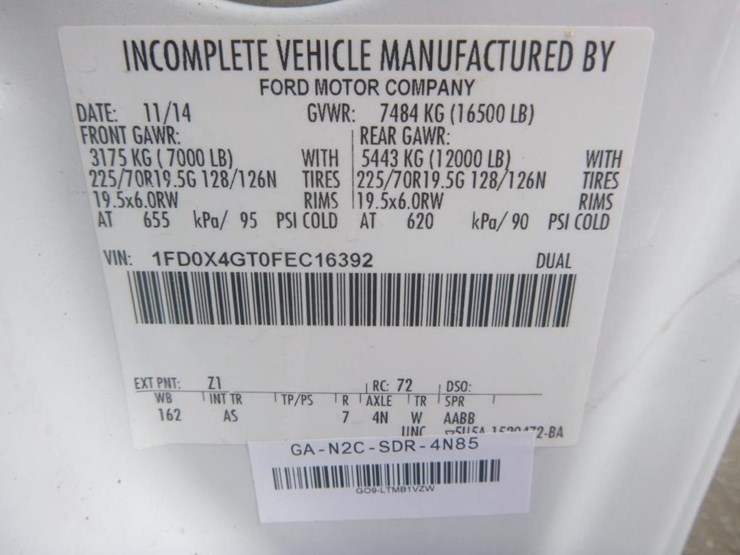 INCOMPLETE VEHICLE MANUFACTURED BY
FORD MOTOR COMPANY
DATE: 11/14 GVWR: 7484 KG (16500 LB)
FRONT GAWR: REAR GAWR:
3175 KG ( 7000 LB) WITH 5443 KG (12000 LB) WITH
225/70R19.5G 128/126N TIRES 225/70R19.5G 128/126N TIRES
19.5x6.0RW RIMS 19.5x6.0RW RIMS
AT 655 kPa/ 95 PSI COLD AT 620 kPa/ 90 PSI COLD
VIN: 1FD0X4GT0FEC16392 DUAL
EXT PNT: Z1 RC: 72 DSO:
WB INT TR TP/PS R AXLE TR SPR
162 AS 7 4N W AABB
GA-N2C-SDR-4N85
GO9-LTMB1VZW